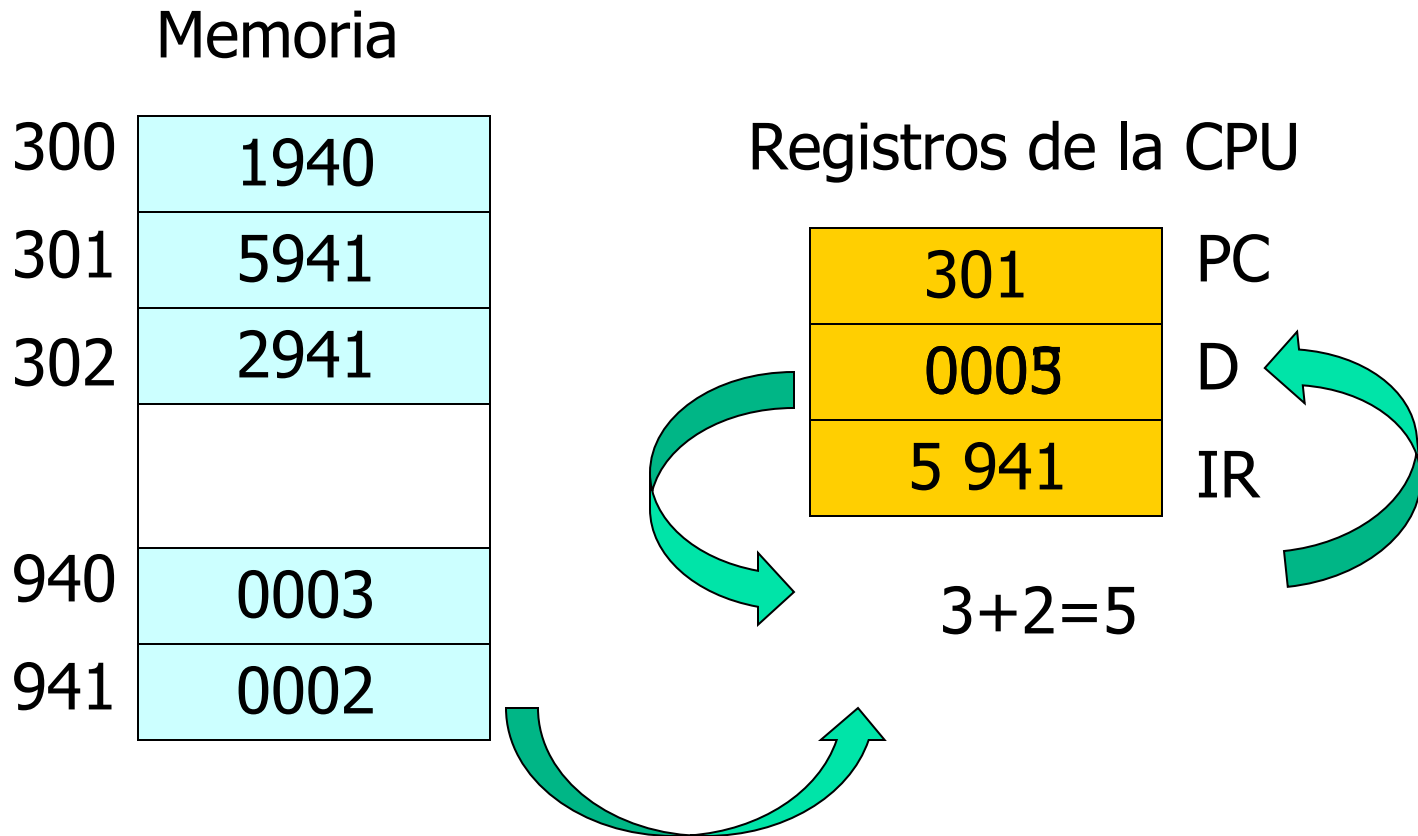 Memoria
300 1940
301 5941
302 2941
940 0003
941 0002
Registros de la CPU
301 PC
D
5 941 IR
3+2=5